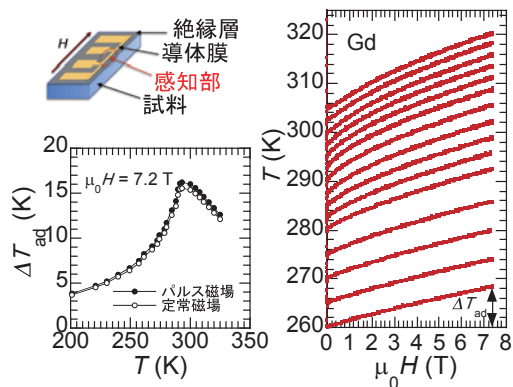 H
絶縁層
導体膜
感知部
試料
20
15
10
5
0
200 250 300 350
ΔT_ad (K)
μ₀H = 7.2 T
パルス磁場
定常磁場
T (K)
Gd
320
310
300
290
280
270
260
T (K)
ΔT_ad
0 1 2 3 4 5 6 7 8
μ₀H (T)